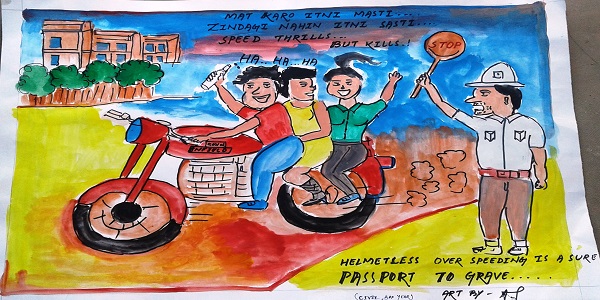 MAT KARO ITNI MASTI....
ZINDAGI NAHIN ITNI SASTI....
SPEED THRILLS... BUT KILLS..!
HA..HA...HA
STOP
HELMETLESS OVER SPEEDING IS A SURE
PASSPORT TO GRAVE.....
ART BY-